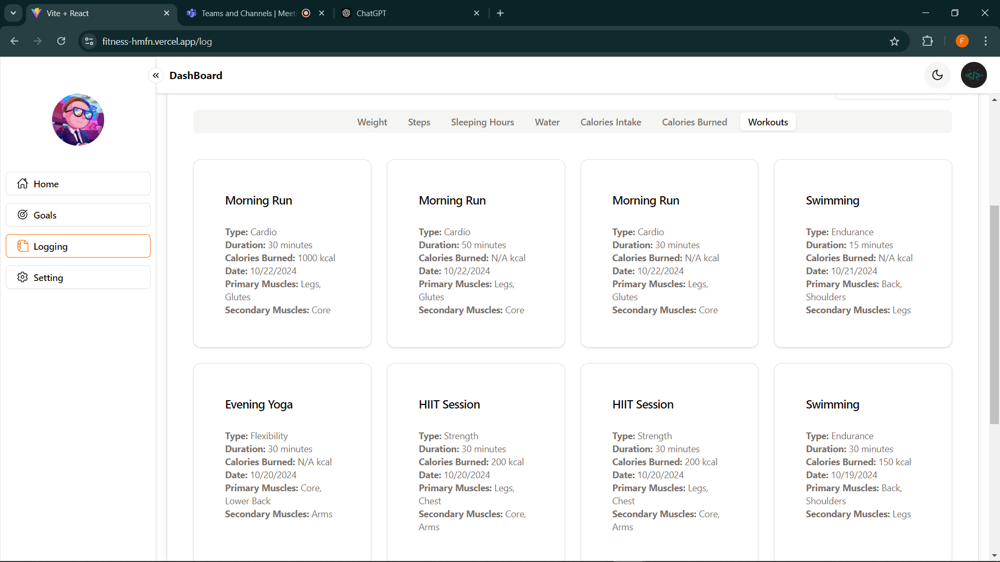 Vite + React
Teams and Channels | Meet
ChatGPT
fitness-hmfn.vercel.app/log
F
DashBoard
Home
Goals
Logging
Setting
Weight Steps Sleeping Hours Water Calories Intake Calories Burned Workouts
Morning Run
Type: Cardio
Duration: 30 minutes
Calories Burned: 1000 kcal
Date: 10/22/2024
Primary Muscles: Legs,
Glutes
Secondary Muscles: Core
Morning Run
Type: Cardio
Duration: 50 minutes
Calories Burned: N/A kcal
Date: 10/22/2024
Primary Muscles: Legs,
Glutes
Secondary Muscles: Core
Morning Run
Type: Cardio
Duration: 30 minutes
Calories Burned: N/A kcal
Date: 10/22/2024
Primary Muscles: Legs,
Glutes
Secondary Muscles: Core
Swimming
Type: Endurance
Duration: 15 minutes
Calories Burned: N/A kcal
Date: 10/21/2024
Primary Muscles: Back,
Shoulders
Secondary Muscles: Legs
Evening Yoga
Type: Flexibility
Duration: 30 minutes
Calories Burned: N/A kcal
Date: 10/20/2024
Primary Muscles: Core,
Lower Back
Secondary Muscles: Arms
HIIT Session
Type: Strength
Duration: 30 minutes
Calories Burned: 200 kcal
Date: 10/20/2024
Primary Muscles: Legs,
Chest
Secondary Muscles: Core,
Arms
HIIT Session
Type: Strength
Duration: 30 minutes
Calories Burned: 200 kcal
Date: 10/20/2024
Primary Muscles: Legs,
Chest
Secondary Muscles: Core,
Arms
Swimming
Type: Endurance
Duration: 30 minutes
Calories Burned: 150 kcal
Date: 10/19/2024
Primary Muscles: Back,
Shoulders
Secondary Muscles: Legs